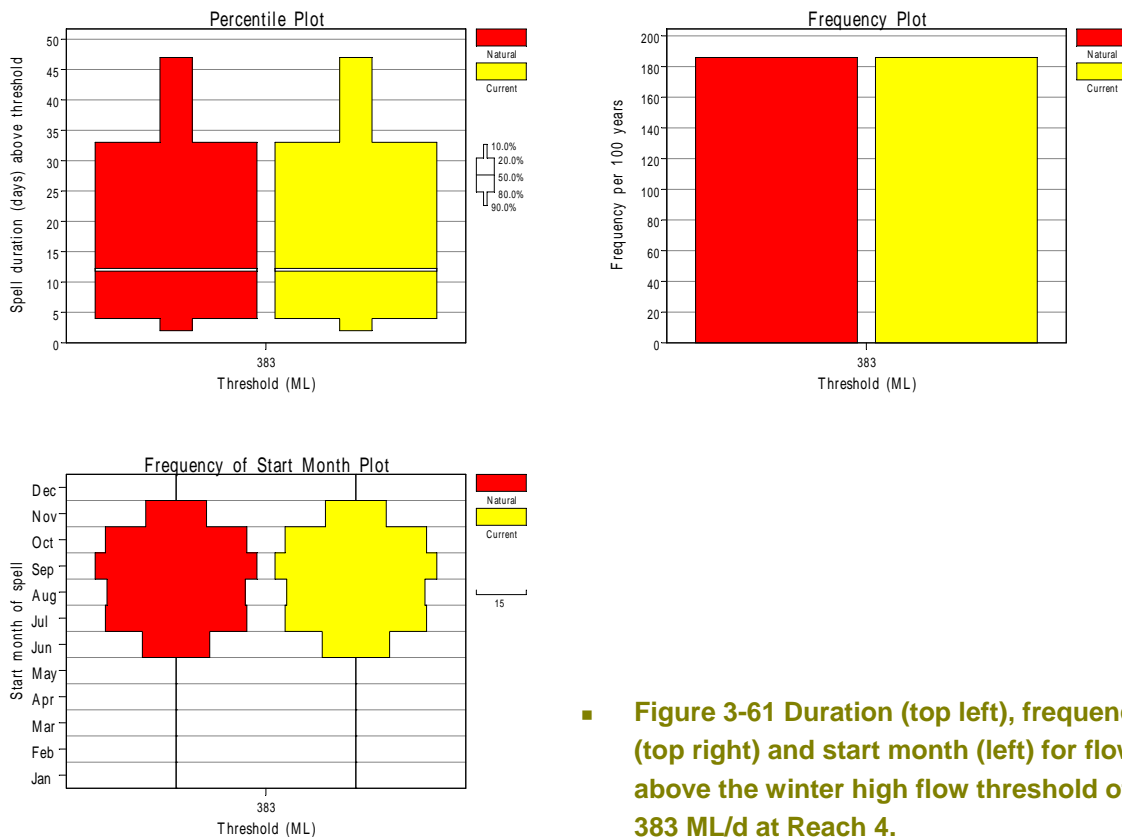 Percentile Plot
50
45
40
35
30
25
20
15
10
5
0
Spell duration (days) above threshold
383
Threshold (ML)
Natural
Current
10.0%
20.0%
50.0%
80.0%
90.0%
Frequency Plot
200
180
160
140
120
100
80
60
40
20
0
Frequency per 100 years
383
Threshold (ML)
Natural
Current
Frequency of Start Month Plot
Dec
Nov
Oct
Sep
Aug
Jul
Jun
May
Apr
Mar
Feb
Jan
Start month of spell
383
Threshold (ML)
Natural
Current
15
▪ Figure 3-61 Duration (top left),
(top right) and start month (left) for
above the winter high flow threshold
383 ML/d at Reach 4.